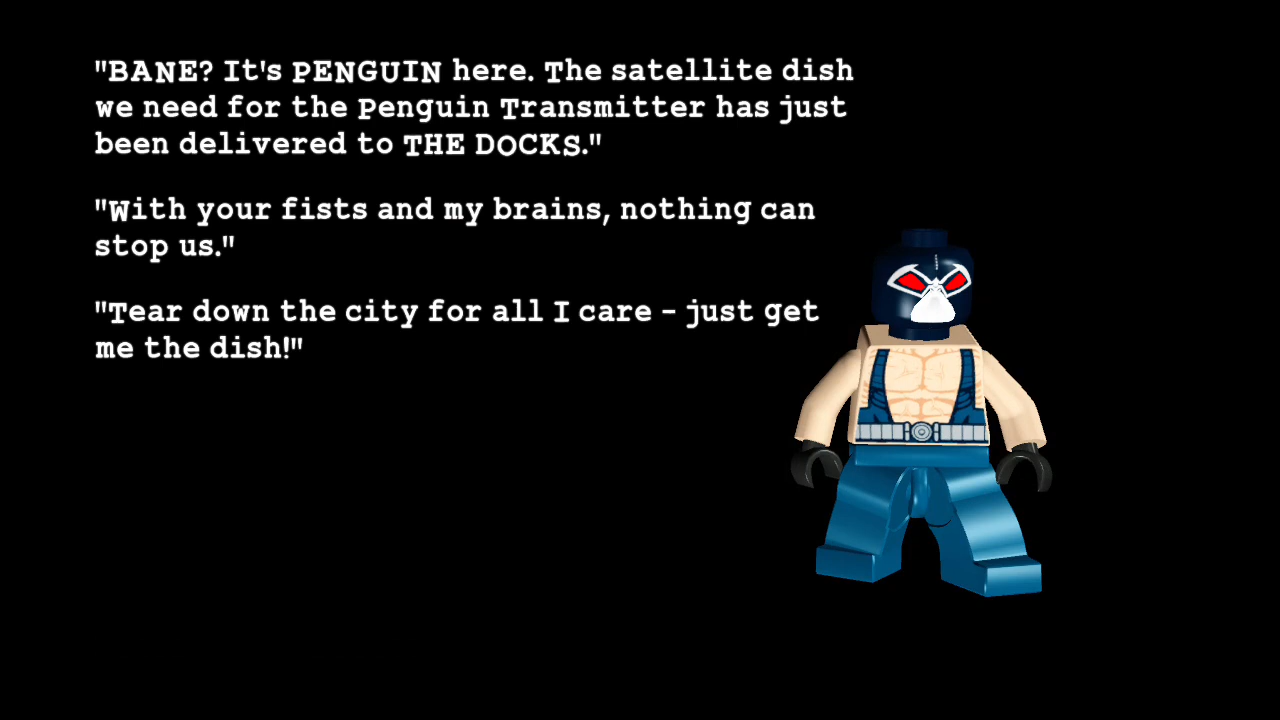 "BANE? It's PENGUIN here. The satellite dish
we need for the Penguin Transmitter has just
been delivered to THE DOCKS."
"With your fists and my brains, nothing can
stop us."
"Tear down the city for all I care - just get
me the dish!"